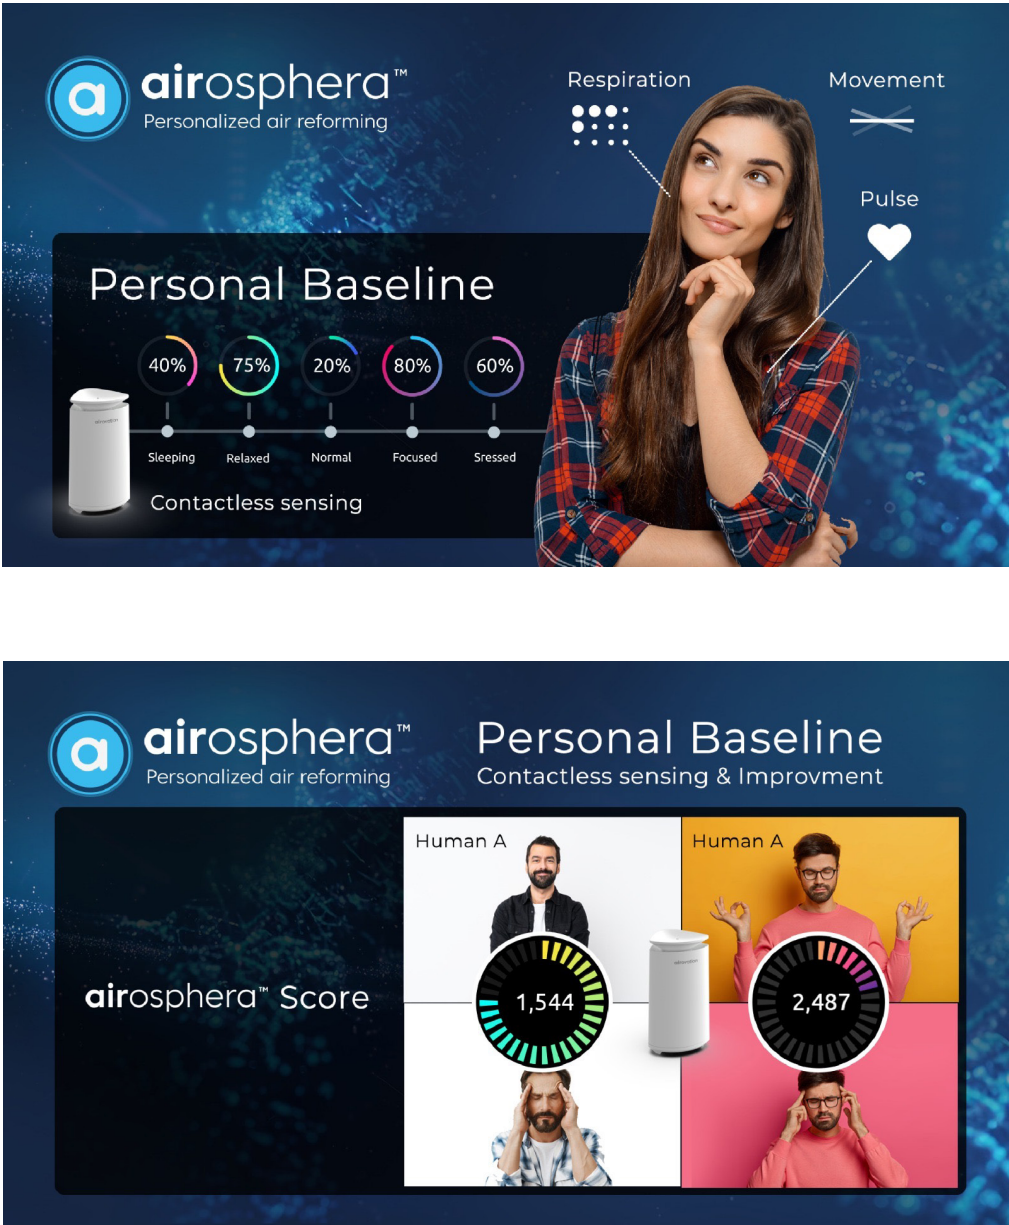 a
airosphera™
Personalized air reforming
Respiration
Movement
Pulse
Personal Baseline
40% 75% 20% 80% 60%
Sleeping Relaxed Normal Focused Sressed
Contactless sensing
a
airosphera™
Personalized air reforming
Personal Baseline
Contactless sensing & Improvment
Human A Human A
airosphera™ Score
1,544 2,487